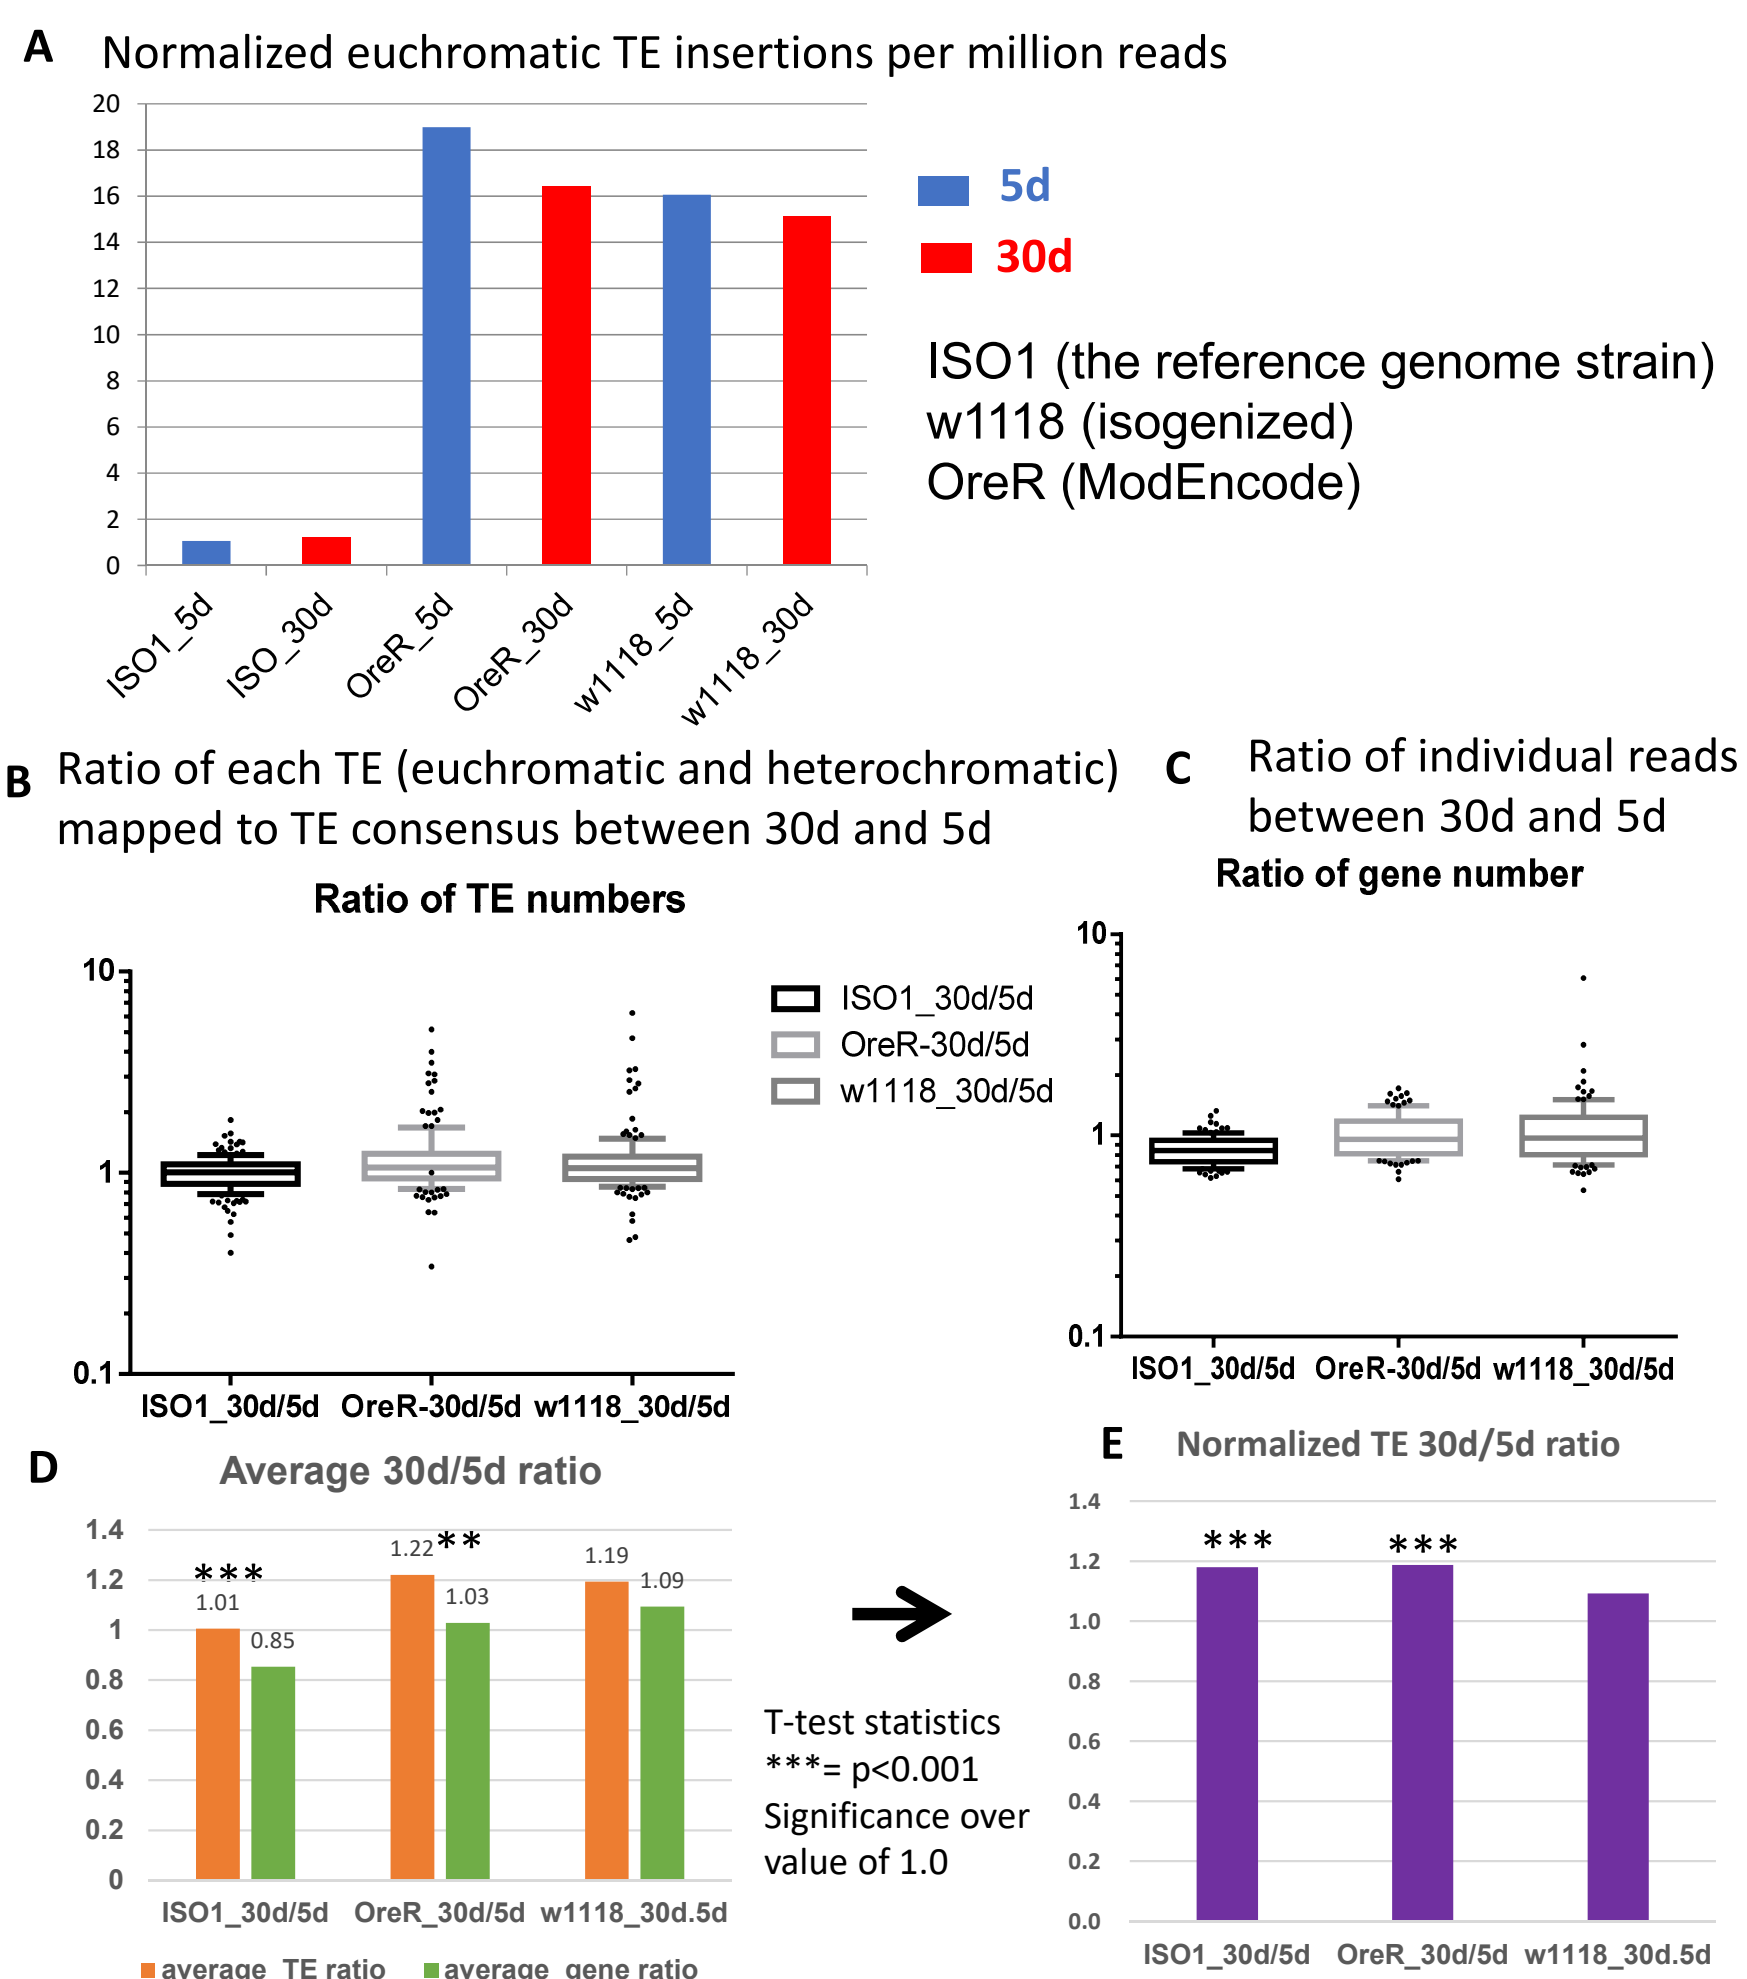 A Normalized euchromatic TE insertions per million reads
20
18
16
14
12
10
8
6
4
2
0
ISO1_5d
ISO_30d
OreR_5d
OreR_30d
w1118_5d
w1118_30d
5d
30d
ISO1 (the reference genome strain)
w1118 (isogenized)
OreR (ModEncode)
B Ratio of each TE (euchromatic and heterochromatic)
mapped to TE consensus between 30d and 5d
Ratio of TE numbers
10
1
0.1
ISO1_30d/5d OreR-30d/5d w1118_30d/5d
ISO1_30d/5d
OreR-30d/5d
w1118_30d/5d
C Ratio of individual reads
between 30d and 5d
Ratio of gene number
10
1
0.1
ISO1_30d/5d OreR-30d/5d w1118_30d/5d
D Average 30d/5d ratio
1.4
1.2
1
0.8
0.6
0.4
0.2
0
***
1.01
0.85
1.22
**
1.03
1.19
1.09
ISO1_30d/5d OreR_30d/5d w1118_30d.5d
average TE ratio average gene ratio
T-test statistics
***= p<0.001
Significance over
value of 1.0
E Normalized TE 30d/5d ratio
1.4
1.2
1.0
0.8
0.6
0.4
0.2
0.0
*** ***
ISO1_30d/5d OreR_30d/5d w1118_30d.5d